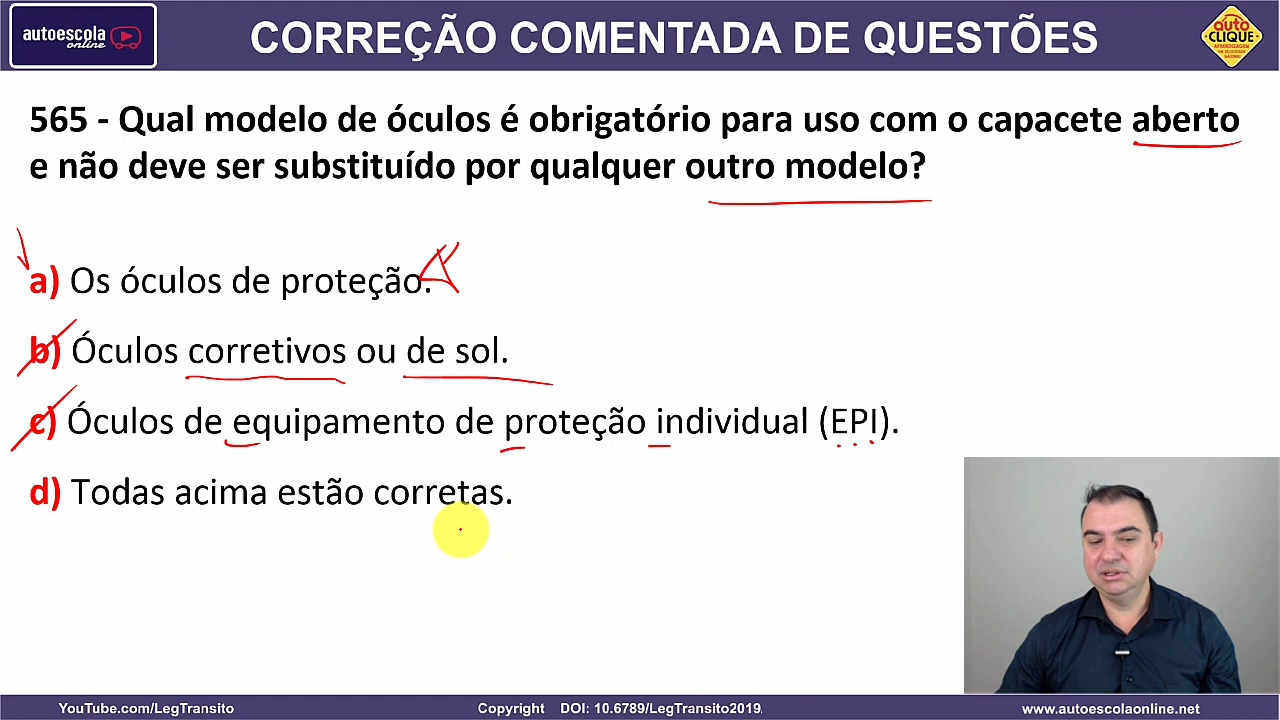 autoescola
online
CORREÇÃO COMENTADA DE QUESTÕES
auto
CLIQUE
565 - Qual modelo de óculos é obrigatório para uso com o capacete aberto
e não deve ser substituído por qualquer outro modelo?
a) Os óculos de proteção.
b) Óculos corretivos ou de sol.
c) Óculos de equipamento de proteção individual (EPI).
d) Todas acima estão corretas.
YouTube.com/LegTransito
Copyright DOI: 10.6789/LegTransito2019
www.autoescolaonline.net